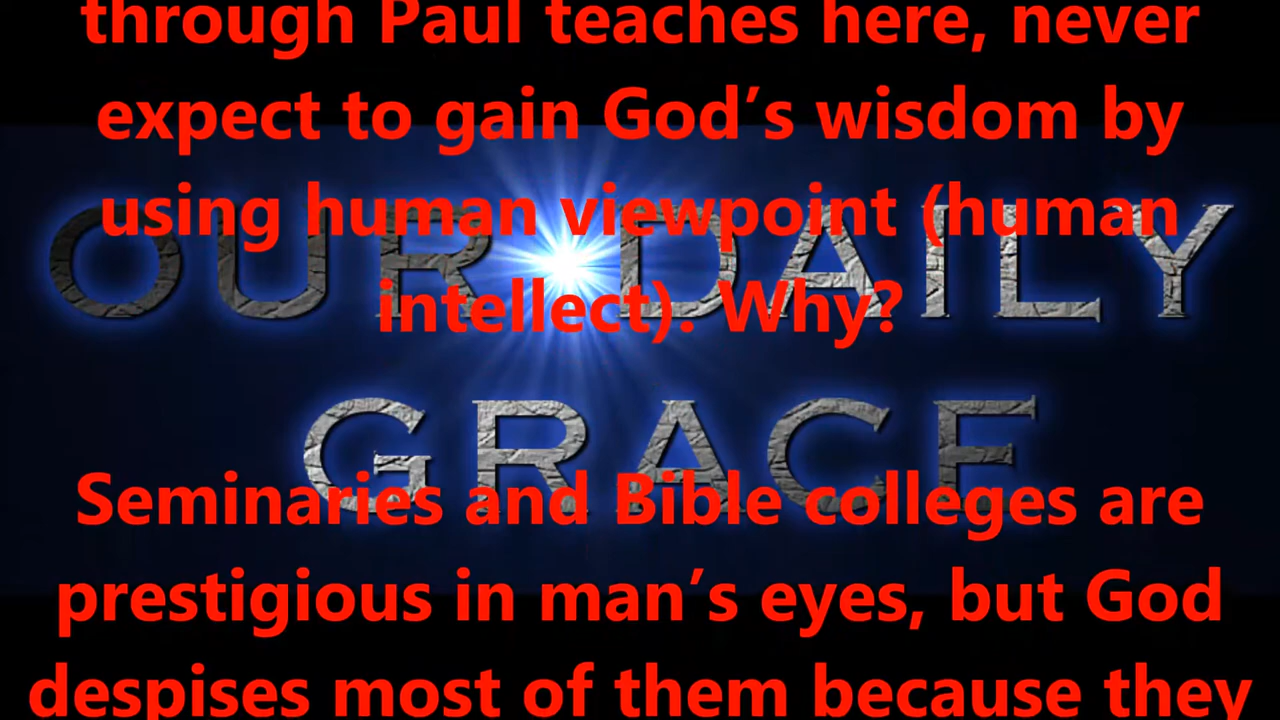 through Paul teaches here, never
expect to gain God’s wisdom by
using human viewpoint (human
intellect). Why?
OUR DAILY
GRACE
Seminaries and Bible colleges are
prestigious in man’s eyes, but God
despises most of them because they